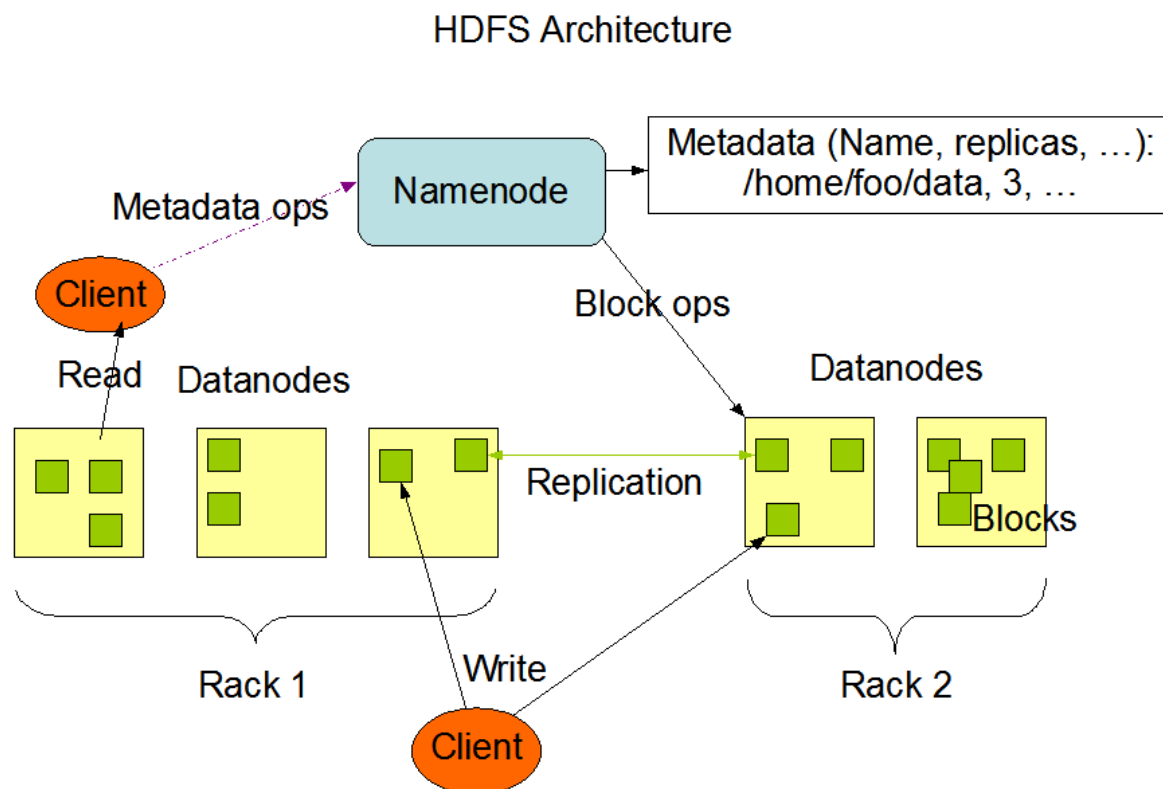 HDFS Architecture
Metadata (Name, replicas, …):
/home/foo/data, 3, …
Namenode
Metadata ops
Client
Block ops
Read
Datanodes
Datanodes
Replication
Blocks
Rack 1
Write
Rack 2
Client